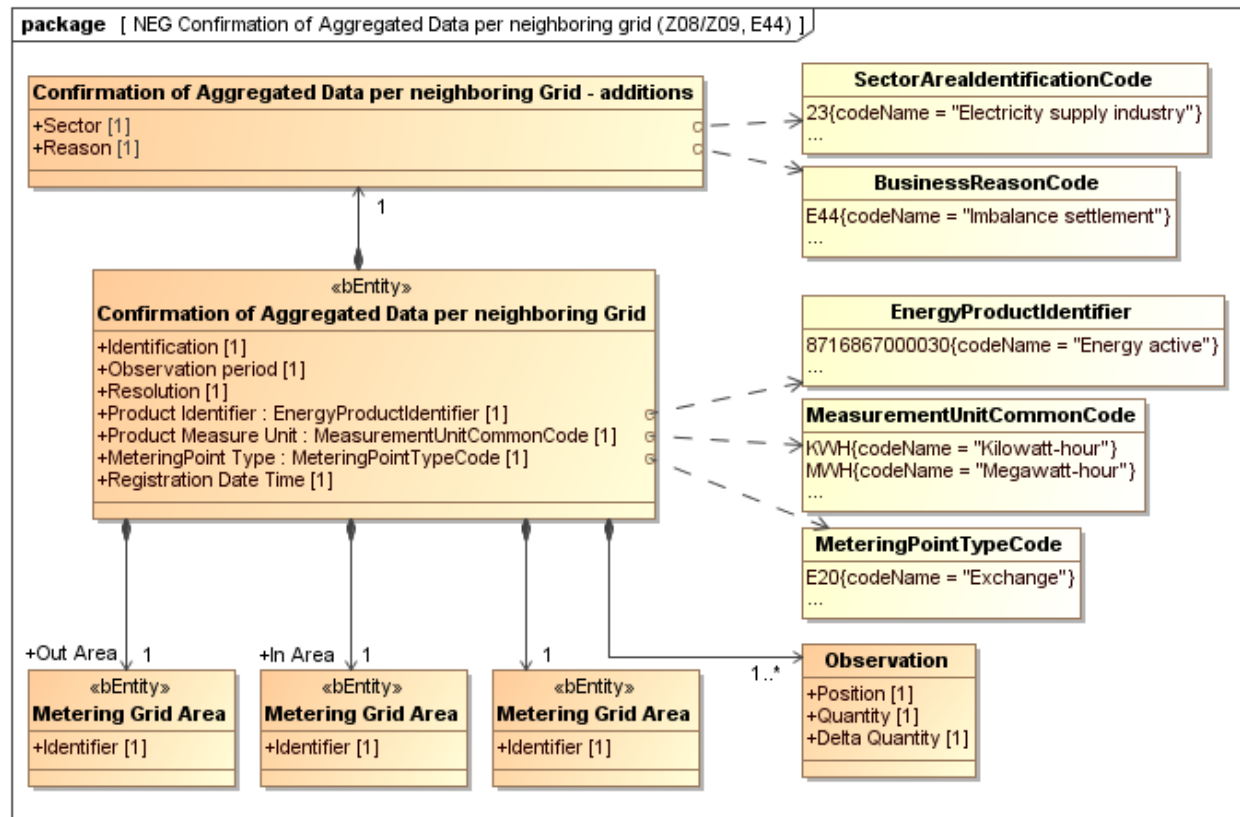 package [ NEG Confirmation of Aggregated Data per neighboring grid (Z08/Z09, E44) ]
Confirmation of Aggregated Data per neighboring Grid - additions
+Sector [1]
+Reason [1]
SectorAreaIdentificationCode
23{codeName = "Electricity supply industry"}
...
BusinessReasonCode
E44{codeName = "Imbalance settlement"}
...
1
«bEntity»
Confirmation of Aggregated Data per neighboring Grid
+Identification [1]
+Observation period [1]
+Resolution [1]
+Product Identifier : EnergyProductIdentifier [1]
+Product Measure Unit : MeasurementUnitCommonCode [1]
+MeteringPoint Type : MeteringPointTypeCode [1]
+Registration Date Time [1]
EnergyProductIdentifier
8716867000030{codeName = "Energy active"}
...
MeasurementUnitCommonCode
KWH{codeName = "Kilowatt-hour"}
MWH{codeName = "Megawatt-hour"}
...
MeteringPointTypeCode
E20{codeName = "Exchange"}
...
+Out Area 1
+In Area 1
1
1..*
«bEntity»
Metering Grid Area
+Identifier [1]
«bEntity»
Metering Grid Area
+Identifier [1]
«bEntity»
Metering Grid Area
+Identifier [1]
Observation
+Position [1]
+Quantity [1]
+Delta Quantity [1]